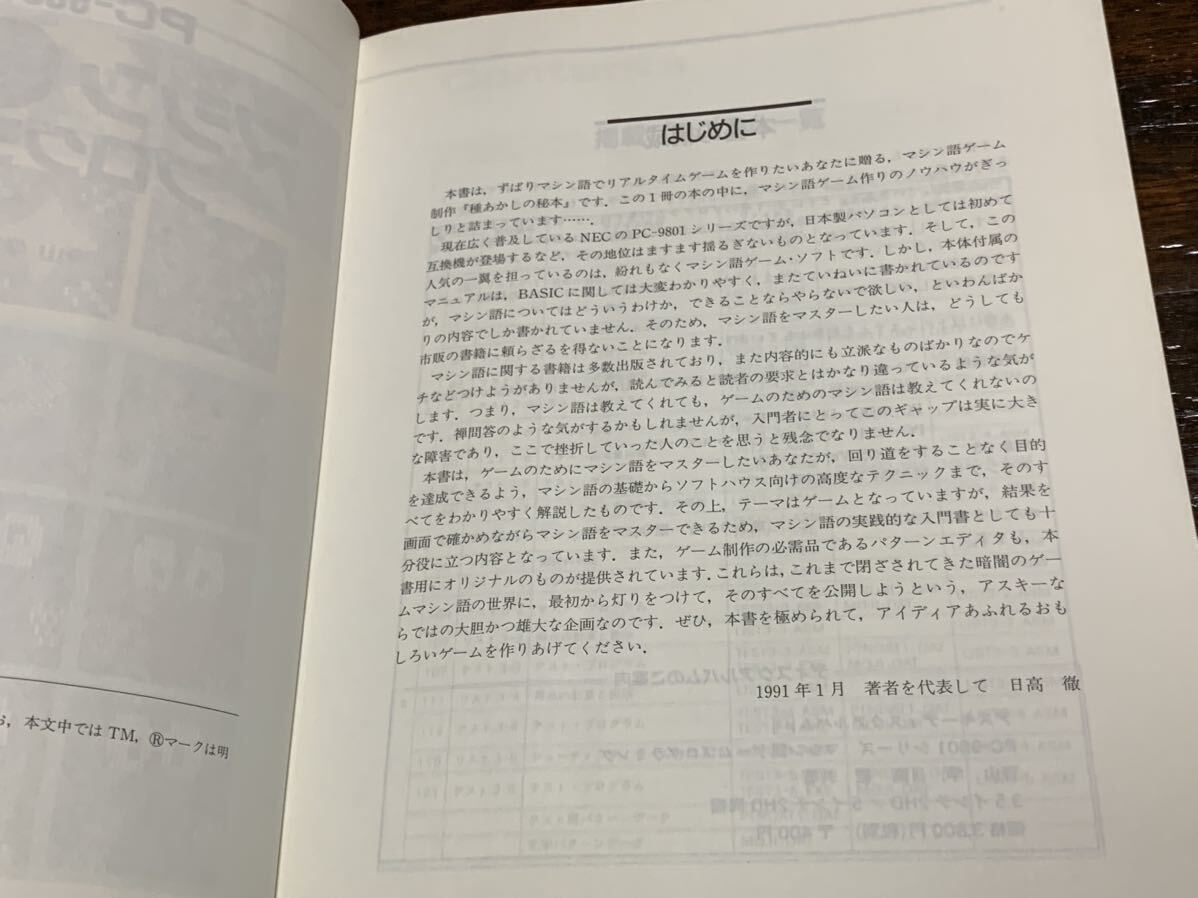 はじめに
本書は，ずばりマシン語でリアルタイムゲームを作りたいあなたに贈る，マシン語ゲーム
制作『種あかしの秘本』です．この1冊の本の中に，マシン語ゲーム作りのノウハウがぎっ
しりと詰まっています……．
現在広く普及しているNECのPC-9801シリーズですが，日本製パソコンとしては初めて
互換機が登場するなど，その地位はますます揺るぎないものとなっています．そして，この
人気の一翼を担っているのは，紛れもなくマシン語ゲーム・ソフトです．しかし，本体付属の
マニュアルは，BASICに関しては大変わかりやすく，またていねいに書かれているのです
が，マシン語についてはどういうわけか，できることならやらないで欲しい，といわんばか
りの内容でしか書かれていません．そのため，マシン語をマスターしたい人は，どうしても
市販の書籍に頼らざるを得ないことになります．
マシン語に関する書籍は多数出版されており，また内容的にも立派なものばかりなのでケ
チなどつけようがありませんが，読んでみると読者の要求とはかなり違っているような気が
します．つまり，マシン語は教えてくれても，ゲームのためのマシン語は教えてくれないの
です．禅問答のような気がするかもしれませんが，入門者にとってこのギャップは実に大き
な障害であり，ここで挫折していった人のことを思うと残念でなりません．
本書は，ゲームのためにマシン語をマスターしたいあなたが，回り道をすることなく目的
を達成できるよう，マシン語の基礎からソフトハウス向けの高度なテクニックまで，そのす
べてをわかりやすく解説したものです．その上，テーマはゲームとなっていますが，結果を
画面で確かめながらマシン語をマスターできるため，マシン語の実践的な入門書としても十
分役に立つ内容となっています．また，ゲーム制作の必需品であるパターンエディタも，本
書用にオリジナルのものが提供されています．これらは，これまで閉ざされてきた暗闇のゲー
ムマシン語の世界に，最初から灯りをつけて，そのすべてを公開しようという，アスキーな
らではの大胆かつ雄大な企画なのです．ぜひ，本書を極められて，アイディアあふれるおも
しろいゲームを作りあげてください．
1991年1月 著者を代表して 日高 徹
お，本文中ではTM，®マークは明